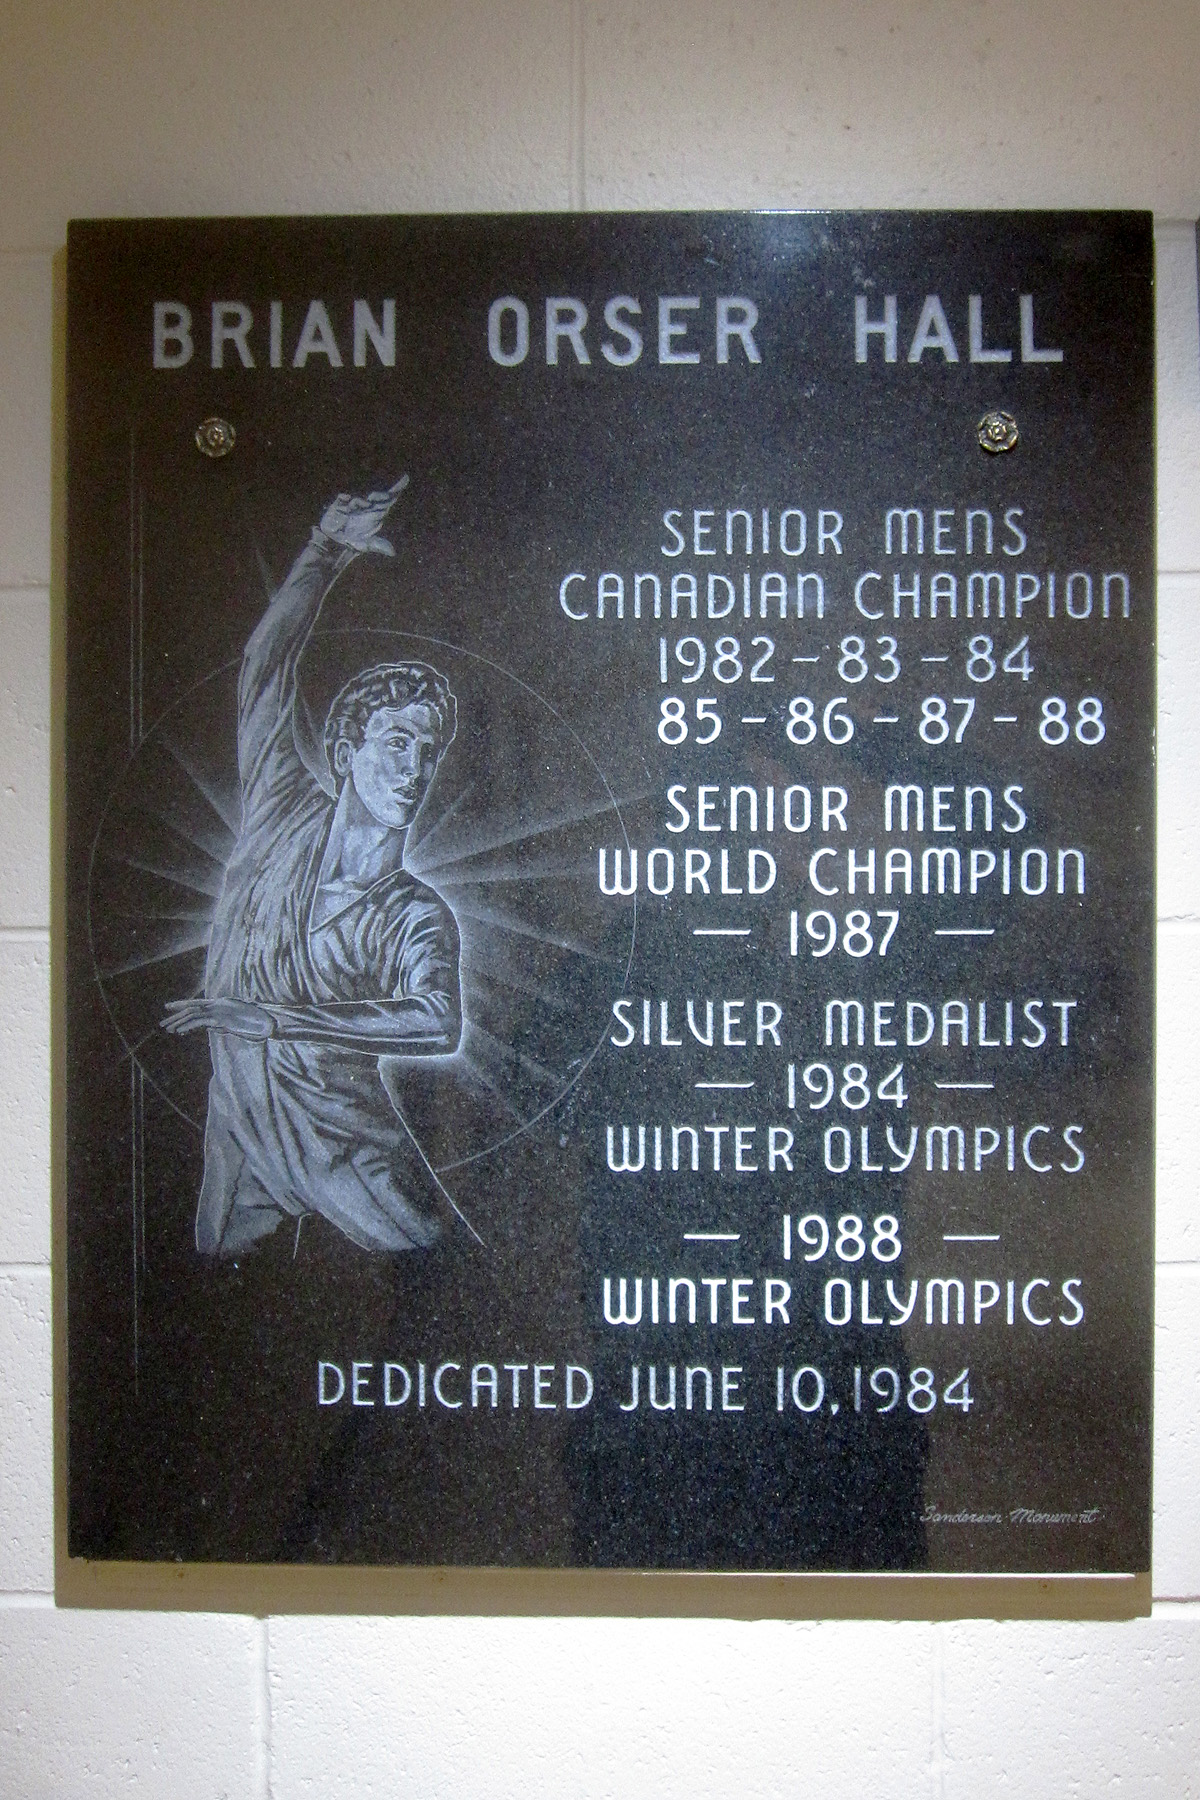 BRIAN ORSER HALL
SENIOR MENS
CANADIAN CHAMPION
1982 - 83 - 84
85 - 86 - 87 - 88
SENIOR MENS
WORLD CHAMPION
— 1987 —
SILVER MEDALIST
— 1984 —
WINTER OLYMPICS
— 1988 —
WINTER OLYMPICS
DEDICATED JUNE 10, 1984
Sanderson Monument